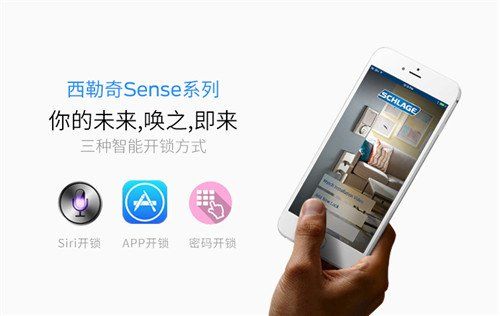 西勒奇Sense系列
你的未来,唤之,即来
三种智能开锁方式
Siri开锁
APP开锁
密码开锁
SCHLAGE